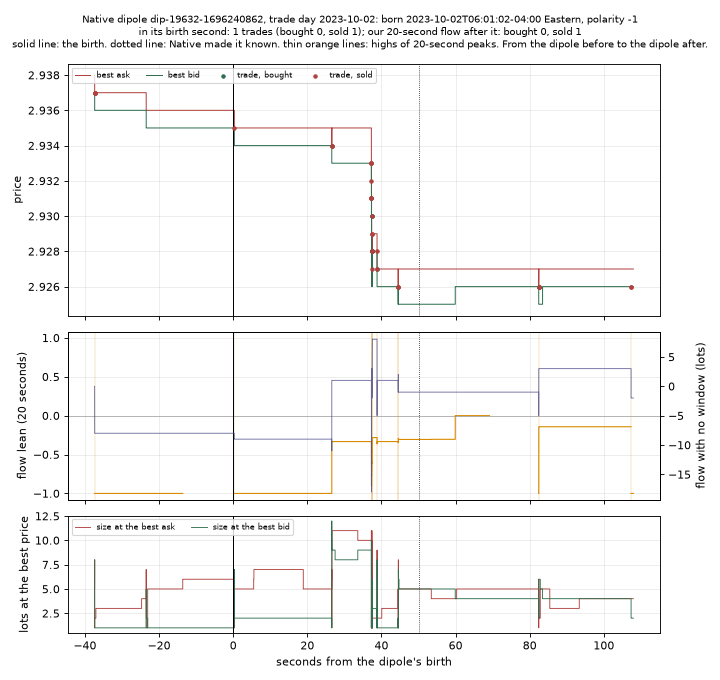 Native dipole dip-19632-1696240862, trade day 2023-10-02: born 2023-10-02T06:01:02-04:00 Eastern, polarity -1
in its birth second: 1 trades (bought 0, sold 1); our 20-second flow after it: bought 0, sold 1
solid line: the birth. dotted line: Native made it known. thin orange lines: highs of 20-second peaks. From the dipole before to the dipole after.
best ask
best bid
trade, bought
trade, sold
2.938
2.936
2.934
2.932
2.930
2.928
2.926
price
1.0
0.5
0.0
−0.5
−1.0
flow lean (20 seconds)
5
0
−5
−10
−15
flow with no window (lots)
size at the best ask
size at the best bid
12.5
10.0
7.5
5.0
2.5
lots at the best price
−40
−20
0
20
40
60
80
100
seconds from the dipole's birth